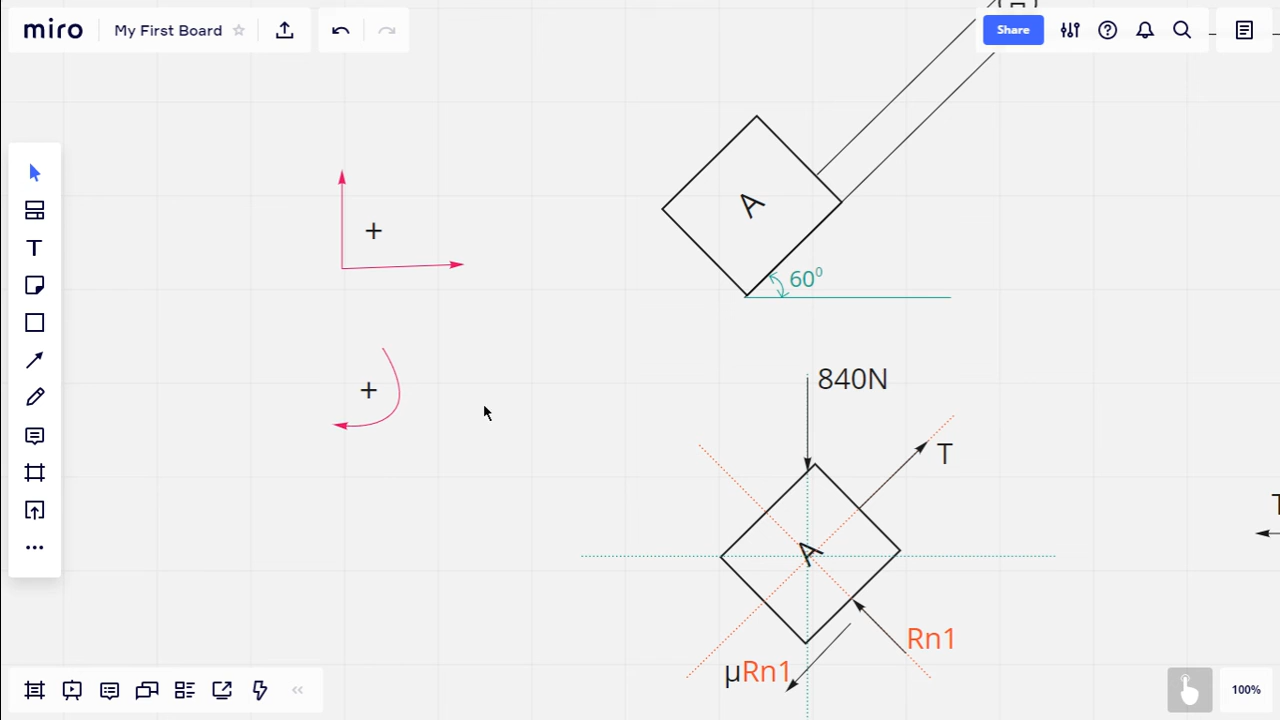 miro
My First Board
Share
A
+
60⁰
+
840N
T
T
A
Rn1
μRn1
100%